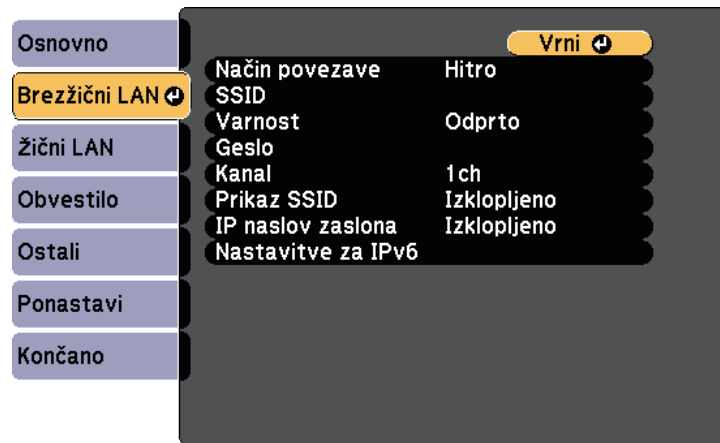 Osnovno
Brezžični LAN
Žični LAN
Obvestilo
Ostali
Ponastavi
Končano
Vrni
Način povezave Hitro
SSID
Varnost Odprto
Geslo
Kanal 1ch
Prikaz SSID Izklopljeno
IP naslov zaslona Izklopljeno
Nastavitve za IPv6